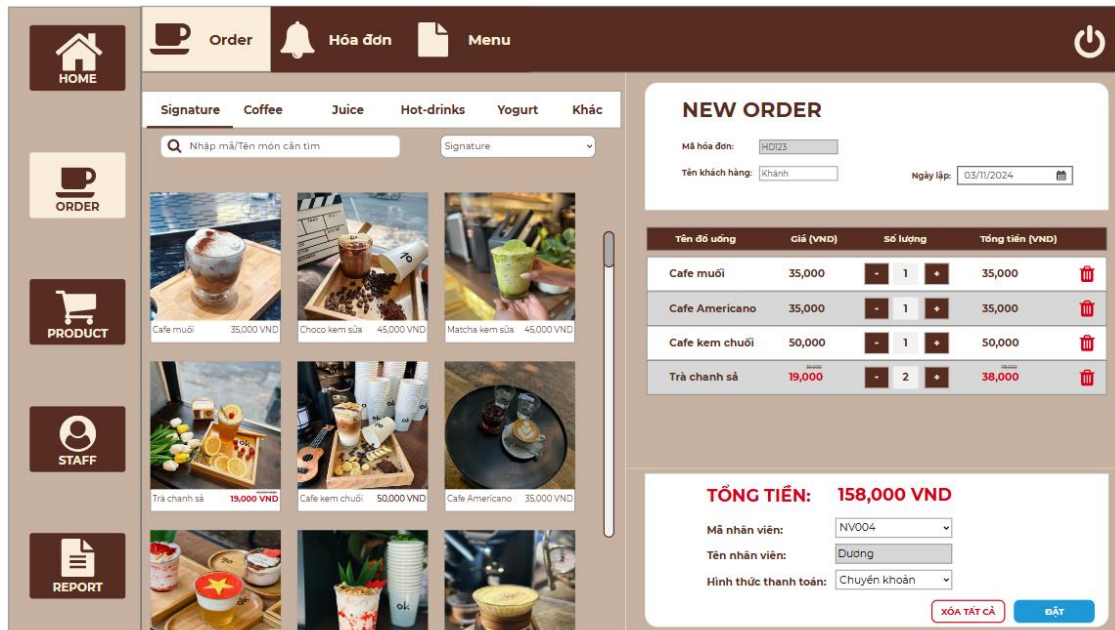 HOME
ORDER
PRODUCT
STAFF
REPORT
Order Hóa đơn Menu
Signature Coffee Juice Hot-drinks Yogurt Khác
Nhập mã/Tên món cần tìm Signature
Cafe muối 35,000 VND Choco kem sữa 45,000 VND Matcha kem sữa 45,000 VND
Trà chanh sả 19,000 VND Cafe kem chuối 50,000 VND Cafe Americano 35,000 VND
ok
NEW ORDER
Mã hóa đơn: HD123
Tên khách hàng: Khánh Ngày lập: 03/11/2024
Tên đồ uống Giá (VND) Số lượng Tổng tiền (VND)
Cafe muối 35,000 - 1 + 35,000
Cafe Americano 35,000 - 1 + 35,000
Cafe kem chuối 50,000 - 1 + 50,000
Trà chanh sả 19,000 - 2 + 38,000
TỔNG TIỀN: 158,000 VND
Mã nhân viên: NV004
Tên nhân viên: Dương
Hình thức thanh toán: Chuyển khoản
XÓA TẤT CẢ ĐẶT